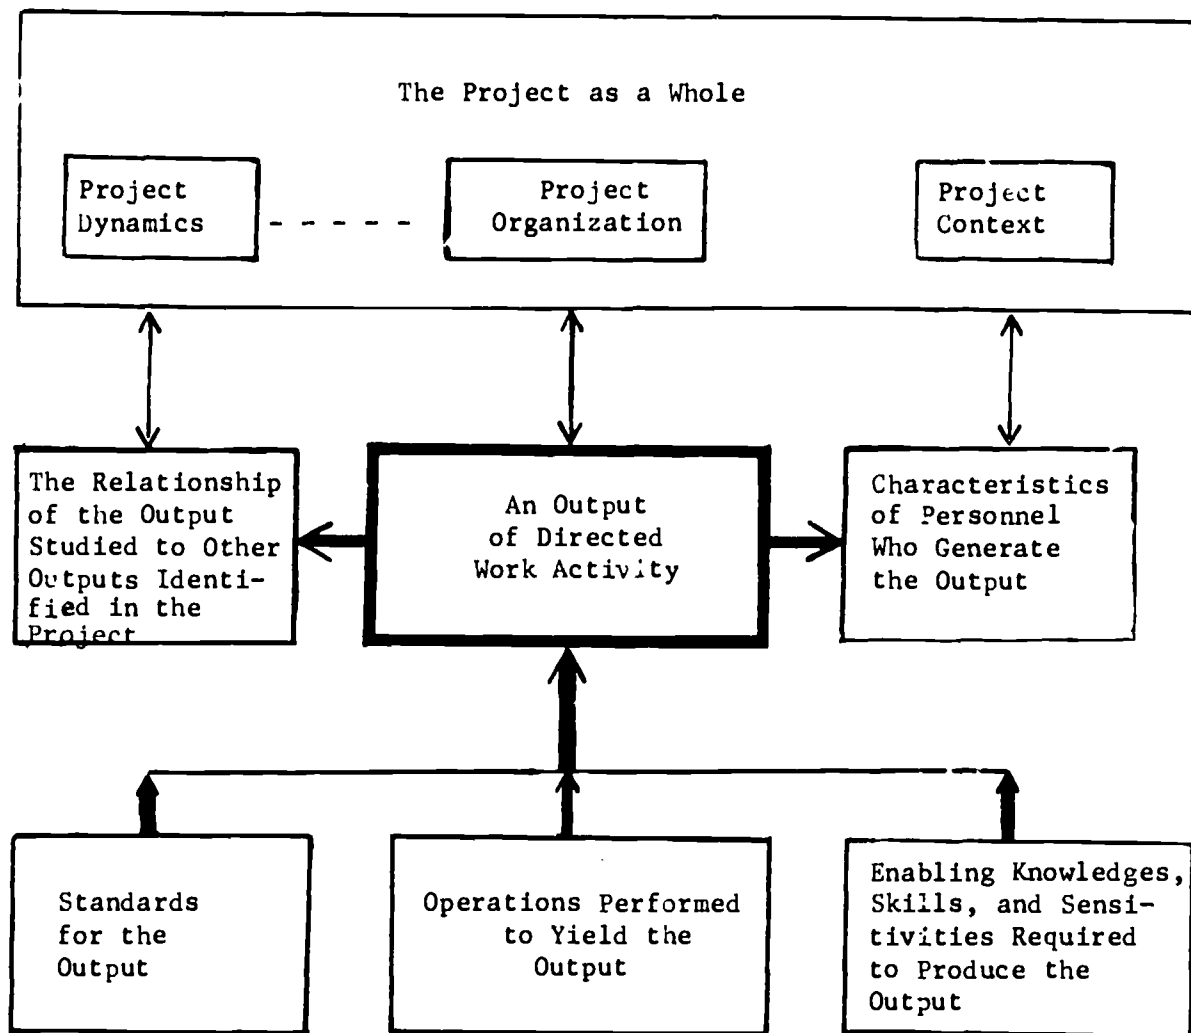 The Project as a Whole
Project
Dynamics
Project
Organization
Project
Context
The Relationship
of the Output
Studied to Other
Outputs Identi-
fied in the
Project
An Output
of Directed
Work Activity
Characteristics
of Personnel
Who Generate
the Output
Standards
for the
Output
Operations Performed
to Yield the
Output
Enabling Knowledges,
Skills, and Sensi-
tivities Required
to Produce the
Output